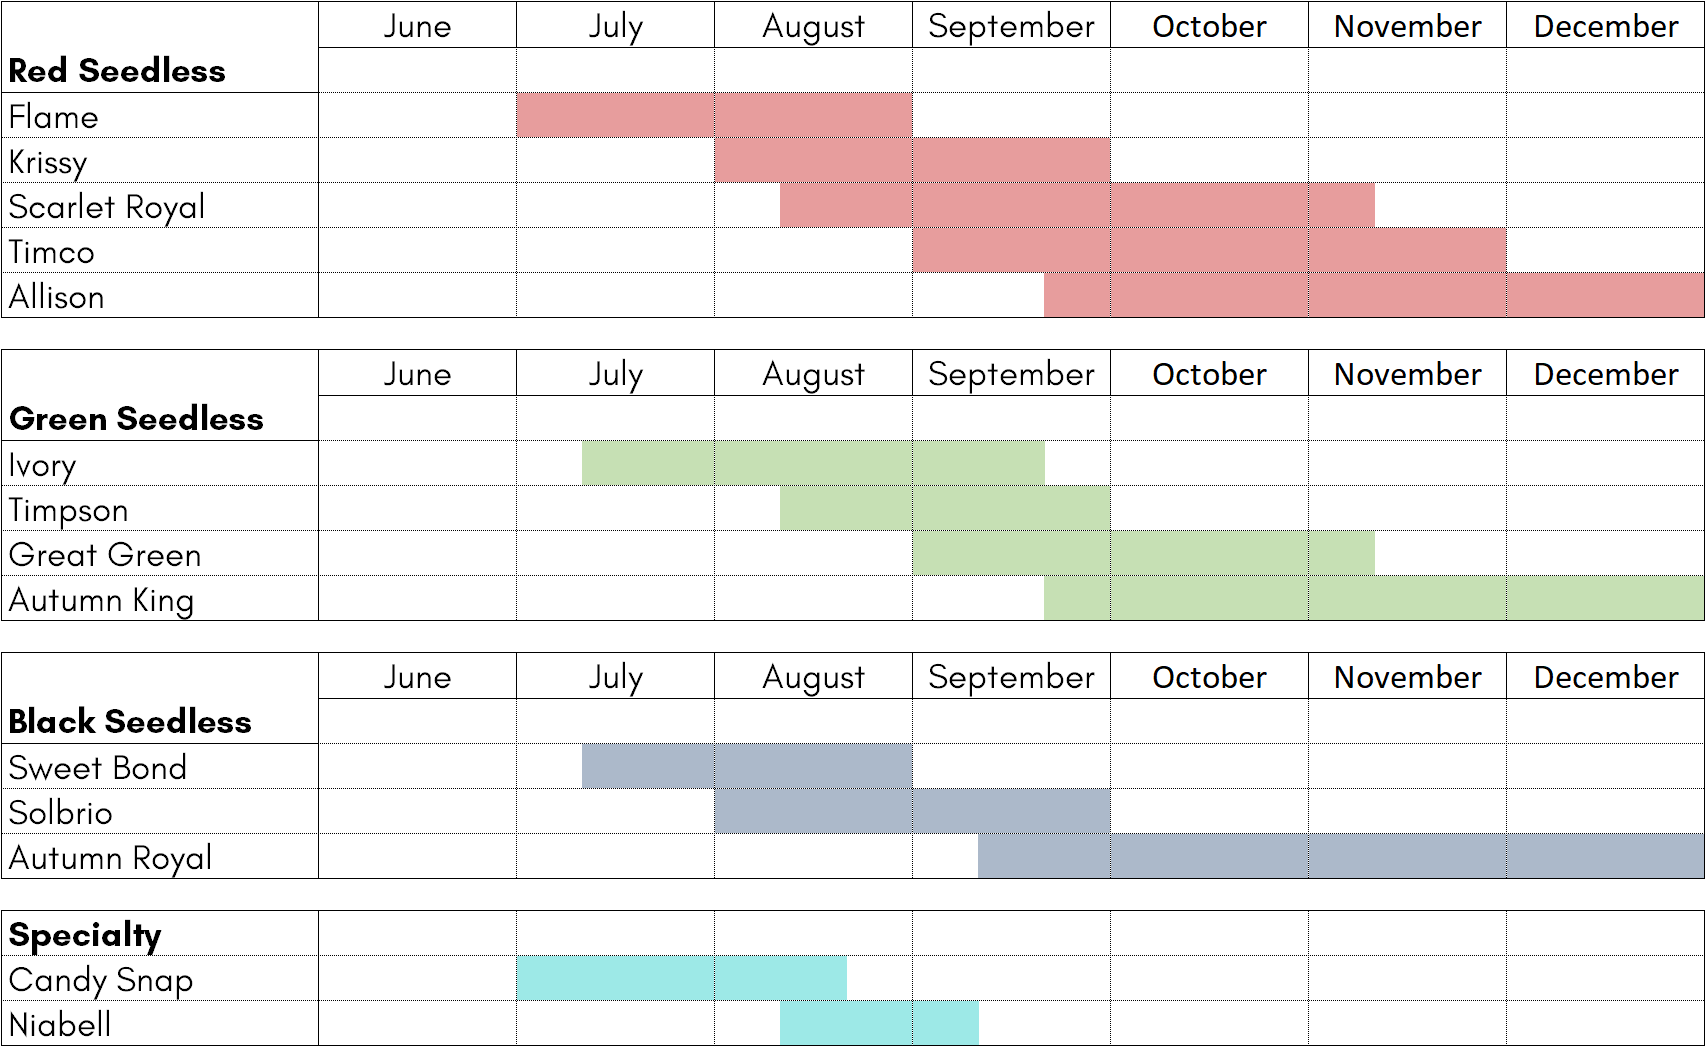 June July August September October November December
Red Seedless
Flame
Krissy
Scarlet Royal
Timco
Allison
June July August September October November December
Green Seedless
Ivory
Timpson
Great Green
Autumn King
June July August September October November December
Black Seedless
Sweet Bond
Solbrio
Autumn Royal
Specialty
Candy Snap
Niabell